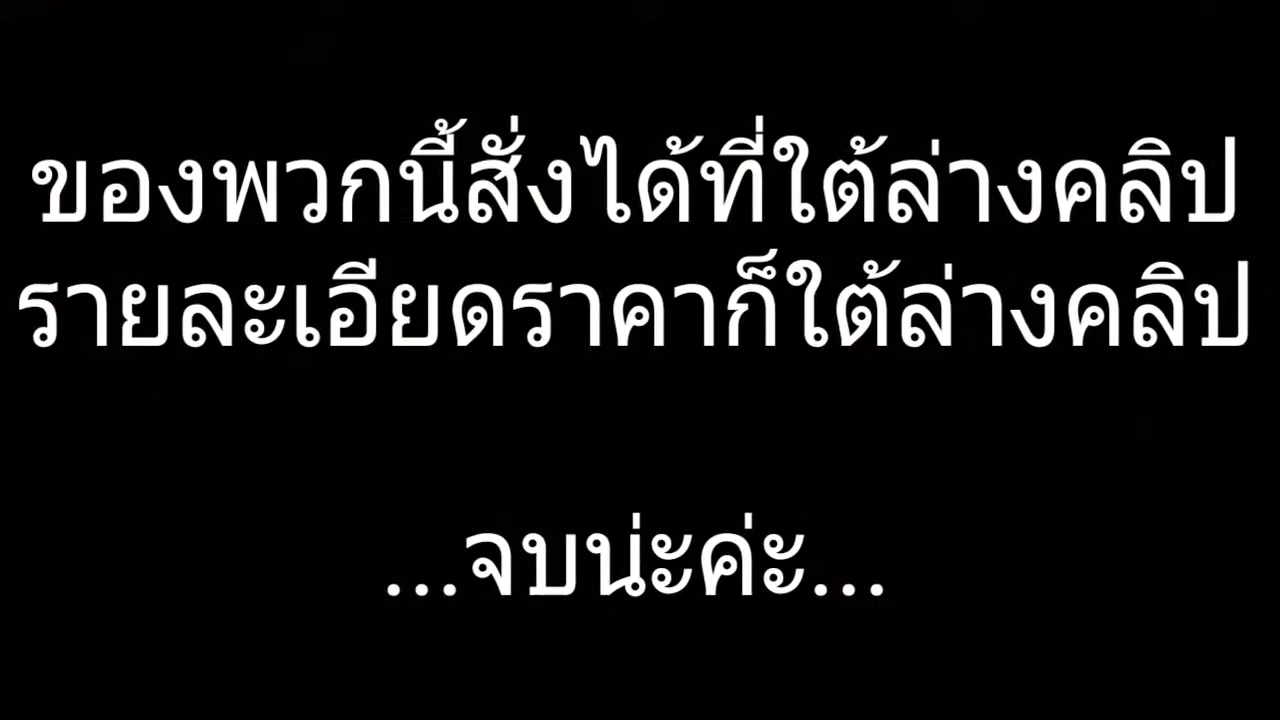 ของพวกนี้สั่งได้ที่ใต้ล่างคลิป
รายละเอียดราคาก็ใต้ล่างคลิป
...จบน่ะค่ะ...